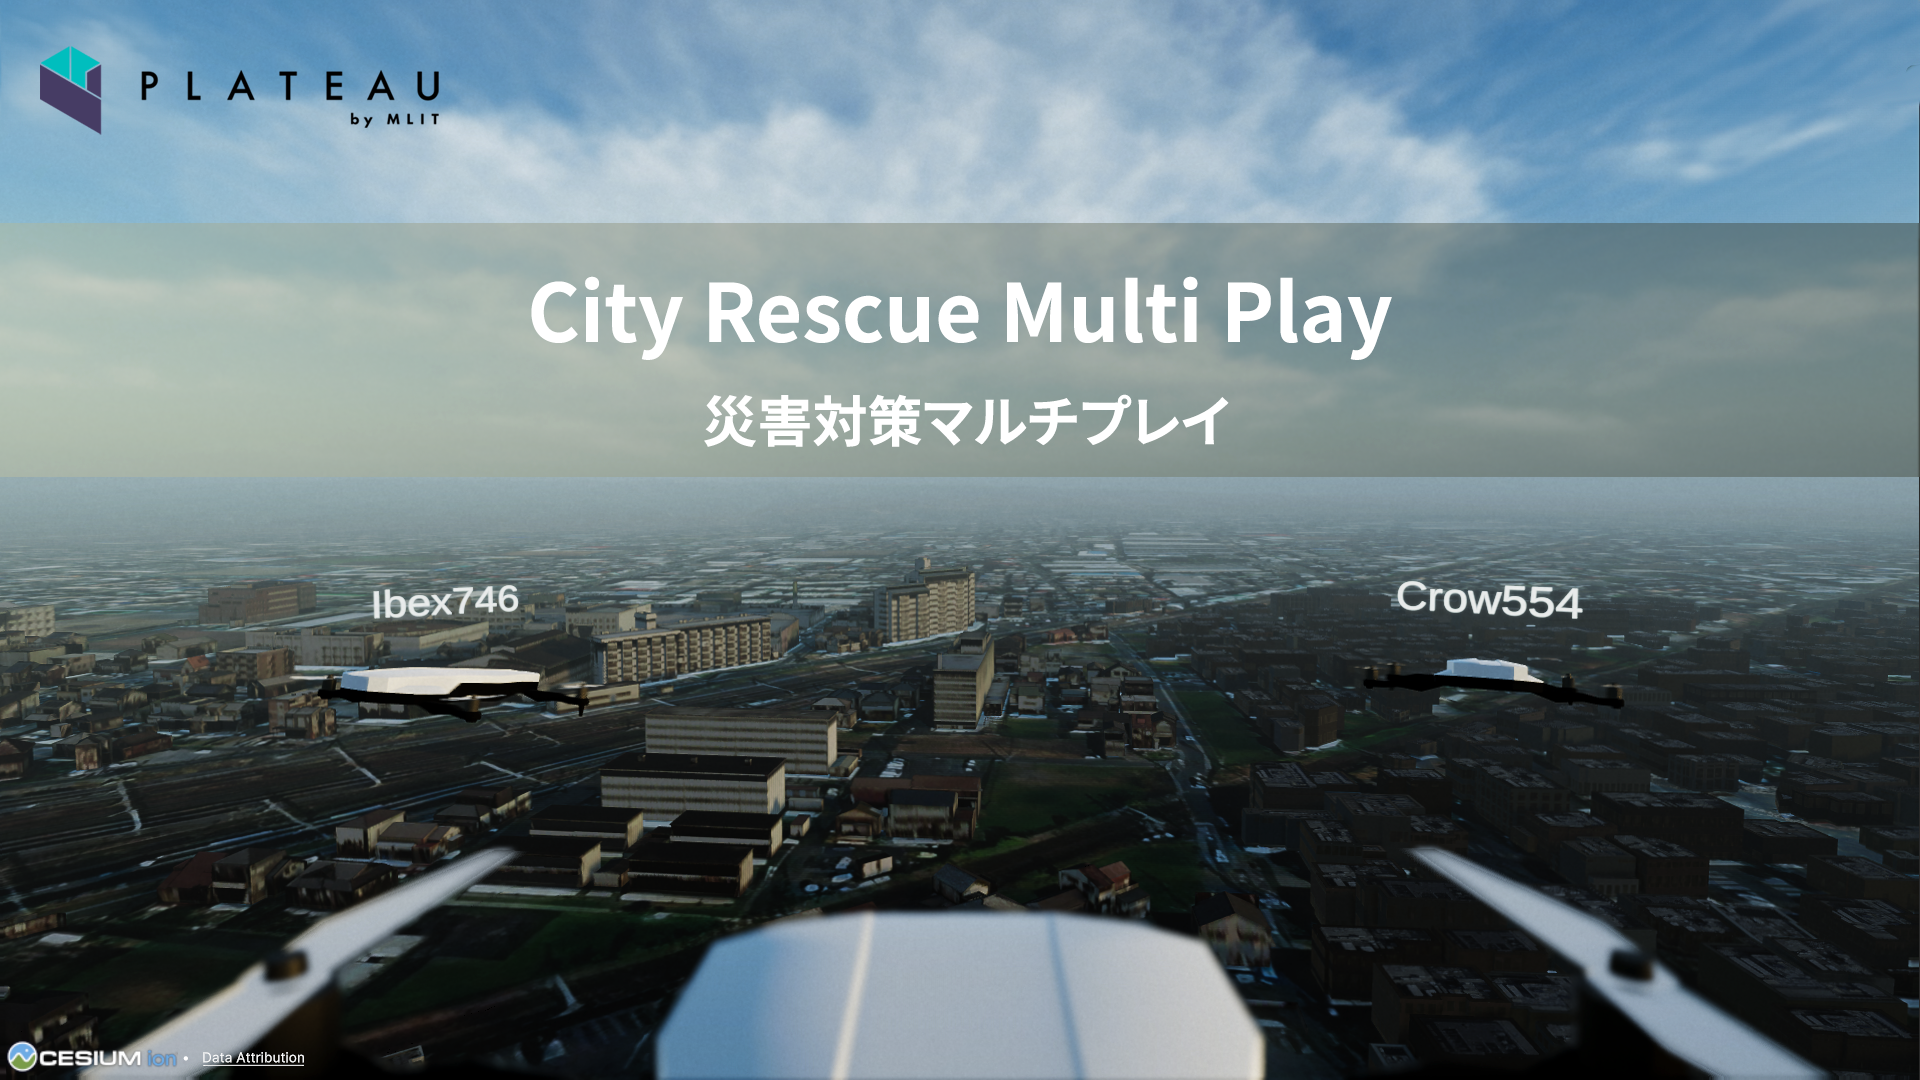 PLATEAU
by MLIT
City Rescue Multi Play
災害対策マルチプレイ
Ibex746
Crow554
CESIUM ion • Data Attribution